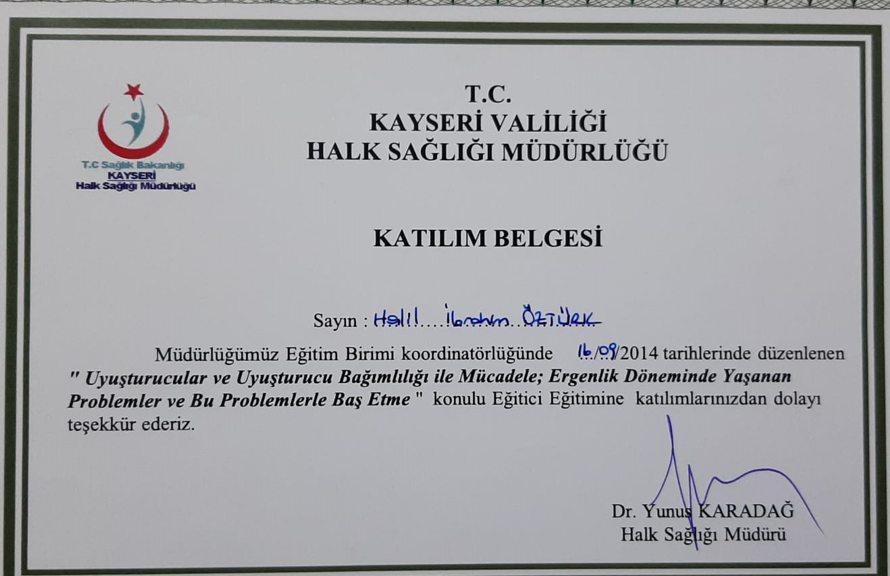 T.C.
KAYSERİ VALİLİĞİ
HALK SAĞLIĞI MÜDÜRLÜĞÜ
T.C Sağlık Bakanlığı
KAYSERİ
Halk Sağlığı Müdürlüğü
KATILIM BELGESİ
Sayın : Halil İbrahim ÖZTÜRK
Müdürlüğümüz Eğitim Birimi koordinatörlüğünde 16/09/2014 tarihlerinde düzenlenen
" Uyuşturucular ve Uyuşturucu Bağımlılığı ile Mücadele; Ergenlik Döneminde Yaşanan
Problemler ve Bu Problemlerle Baş Etme " konulu Eğitici Eğitimine katılımlarınızdan dolayı
teşekkür ederiz.
Dr. Yunus KARADAĞ
Halk Sağlığı Müdürü